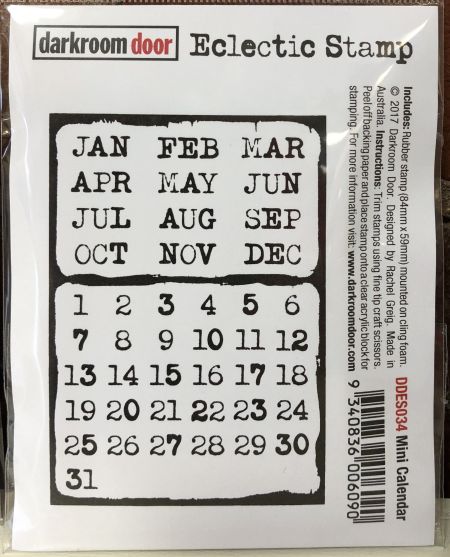 darkroom door Eclectic Stamp
JAN FEB MAR
APR MAY JUN
JUL AUG SEP
OCT NOV DEC
1 2 3 4 5 6
7 8 9 10 11 12
13 14 15 16 17 18
19 20 21 22 23 24
25 26 27 28 29 30
31
Includes: Rubber stamp (84mm x 59mm) mounted on cling foam.
© 2017 Darkroom Door. Designed by Rachel Greig. Made in
Australia. Instructions: Trim stamps using fine tip craft scissors.
Peel off backing paper and place stamp onto a clear acrylic block for
stamping. For more information visit: www.darkroomdoor.com
DDES034 Mini Calendar
9 340836 006090